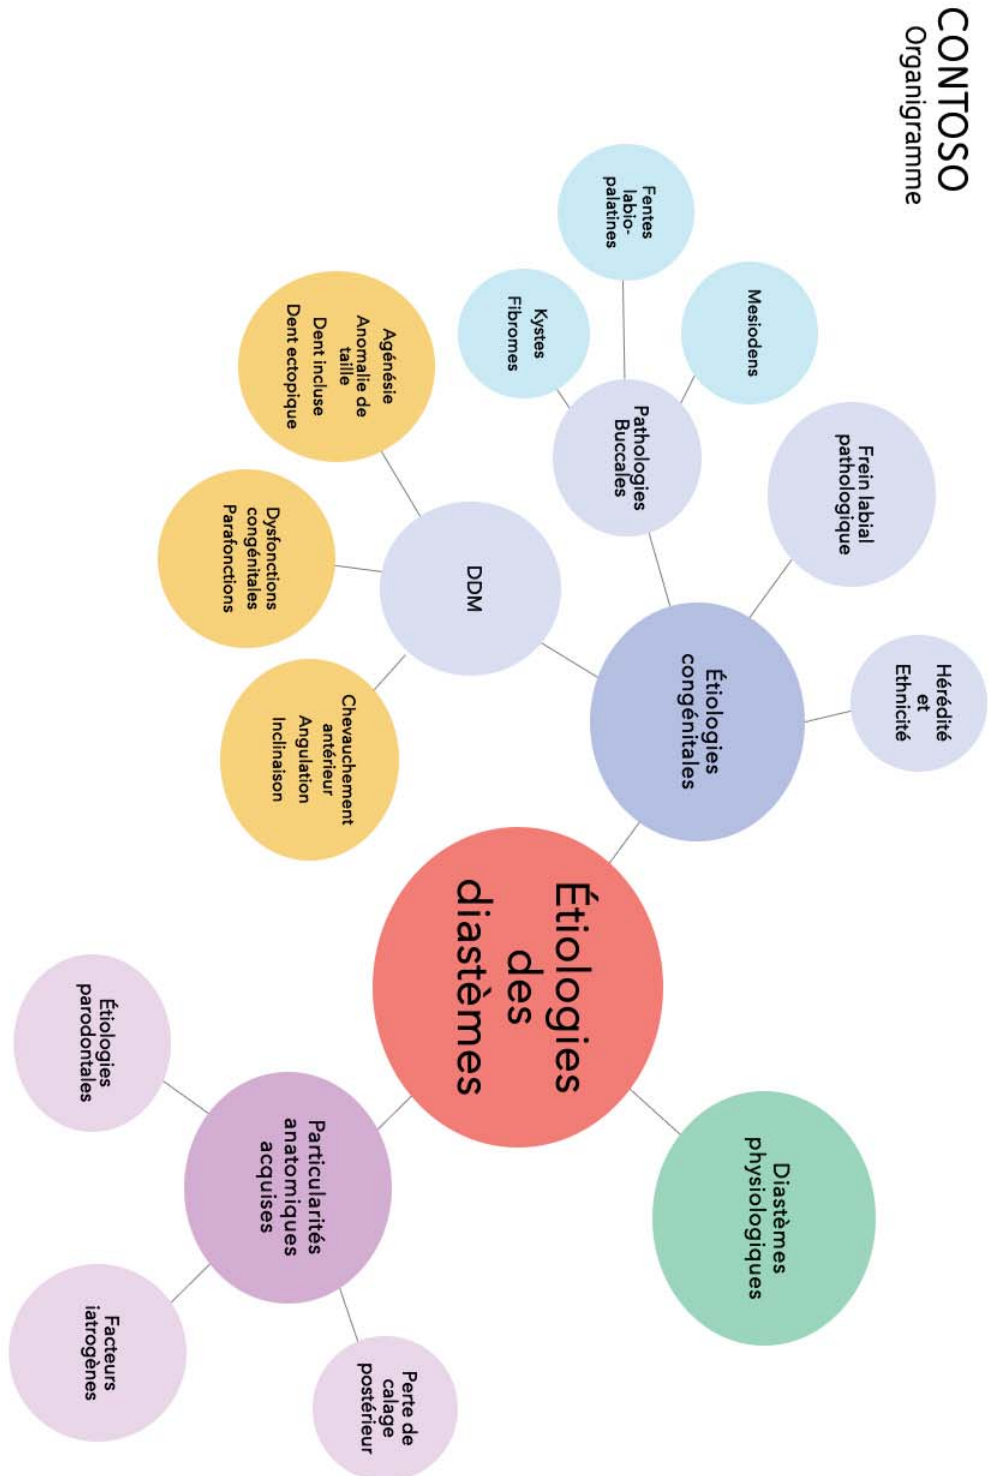 CONTOSO
Organigramme
Fentes
labio-
palatines
Mesiodens
Kystes
Fibromes
Pathologies
Buccales
Frein labial
pathologique
Hérédité
et
Ethnicité
Agénésie
Anomalie de
taille
Dent incluse
Dent ectopique
Dysfonctions
congénitales
Parafonctions
Chevauchement
antérieur
Angulation
Inclinaison
DDM
Étiologies
congénitales
Étiologies
des
diastèmes
Diastèmes
physiologiques
Particularités
anatomiques
acquises
Étiologies
parodontales
Facteurs
iatrogènes
Perte de
calage
postérieur